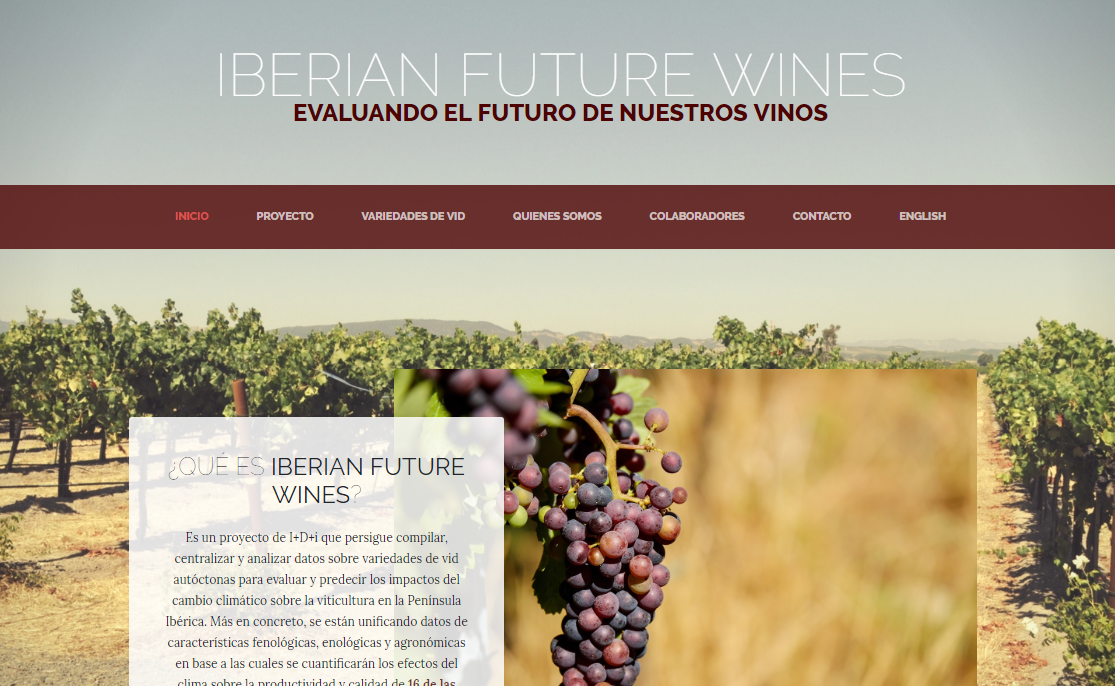 IBERIAN FUTURE WINES
EVALUANDO EL FUTURO DE NUESTROS VINOS
INICIO PROYECTO VARIEDADES DE VID QUIENES SOMOS COLABORADORES CONTACTO ENGLISH
¿QUÉ ES IBERIAN FUTURE
WINES?
Es un proyecto de I+D+i que persigue compilar,
centralizar y analizar datos sobre variedades de vid
autóctonas para evaluar y predecir los impactos del
cambio climático sobre la viticultura en la Península
Ibérica. Más en concreto, se están unificando datos de
características fenológicas, enológicas y agronómicas
en base a las cuales se cuantificarán los efectos del
clima sobre la productividad y calidad de 16 de las